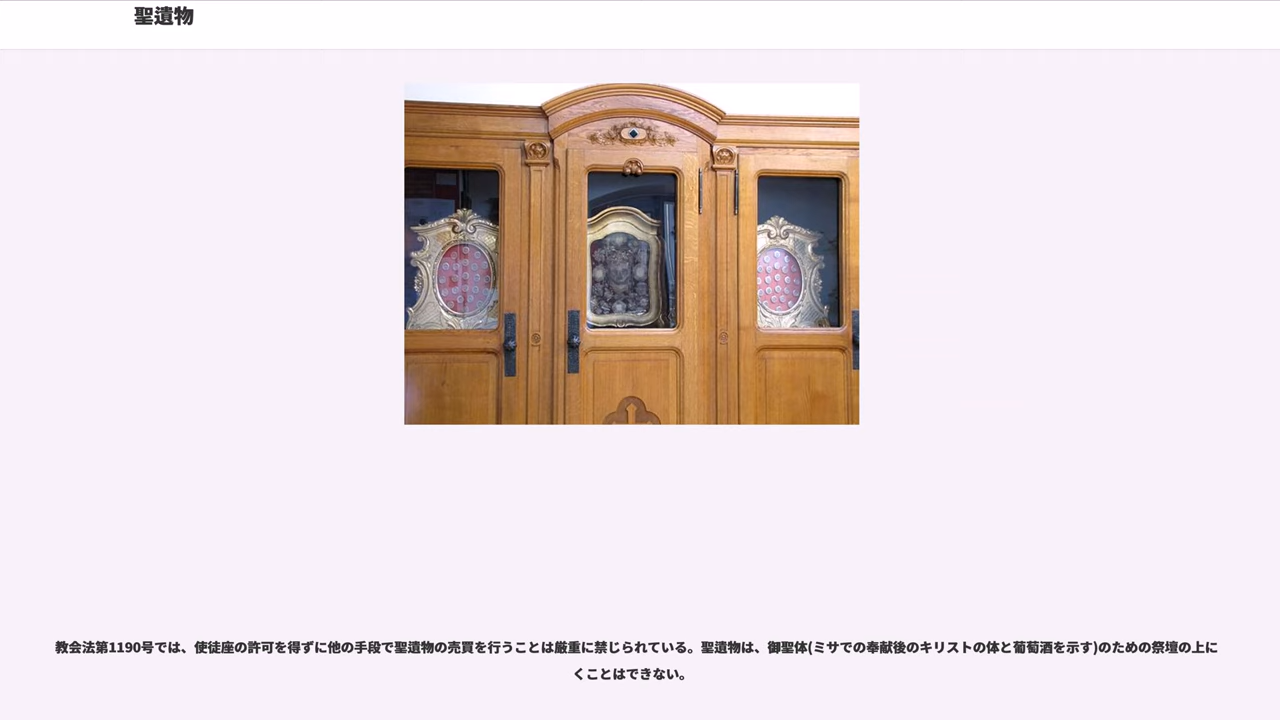 聖遺物
教会法第1190号では、使徒座の許可を得ずに他の手段で聖遺物の売買を行うことは厳重に禁じられている。聖遺物は、御聖体(ミサでの奉献後のキリストの体と葡萄酒を示す)のための祭壇の上に
くことはできない。